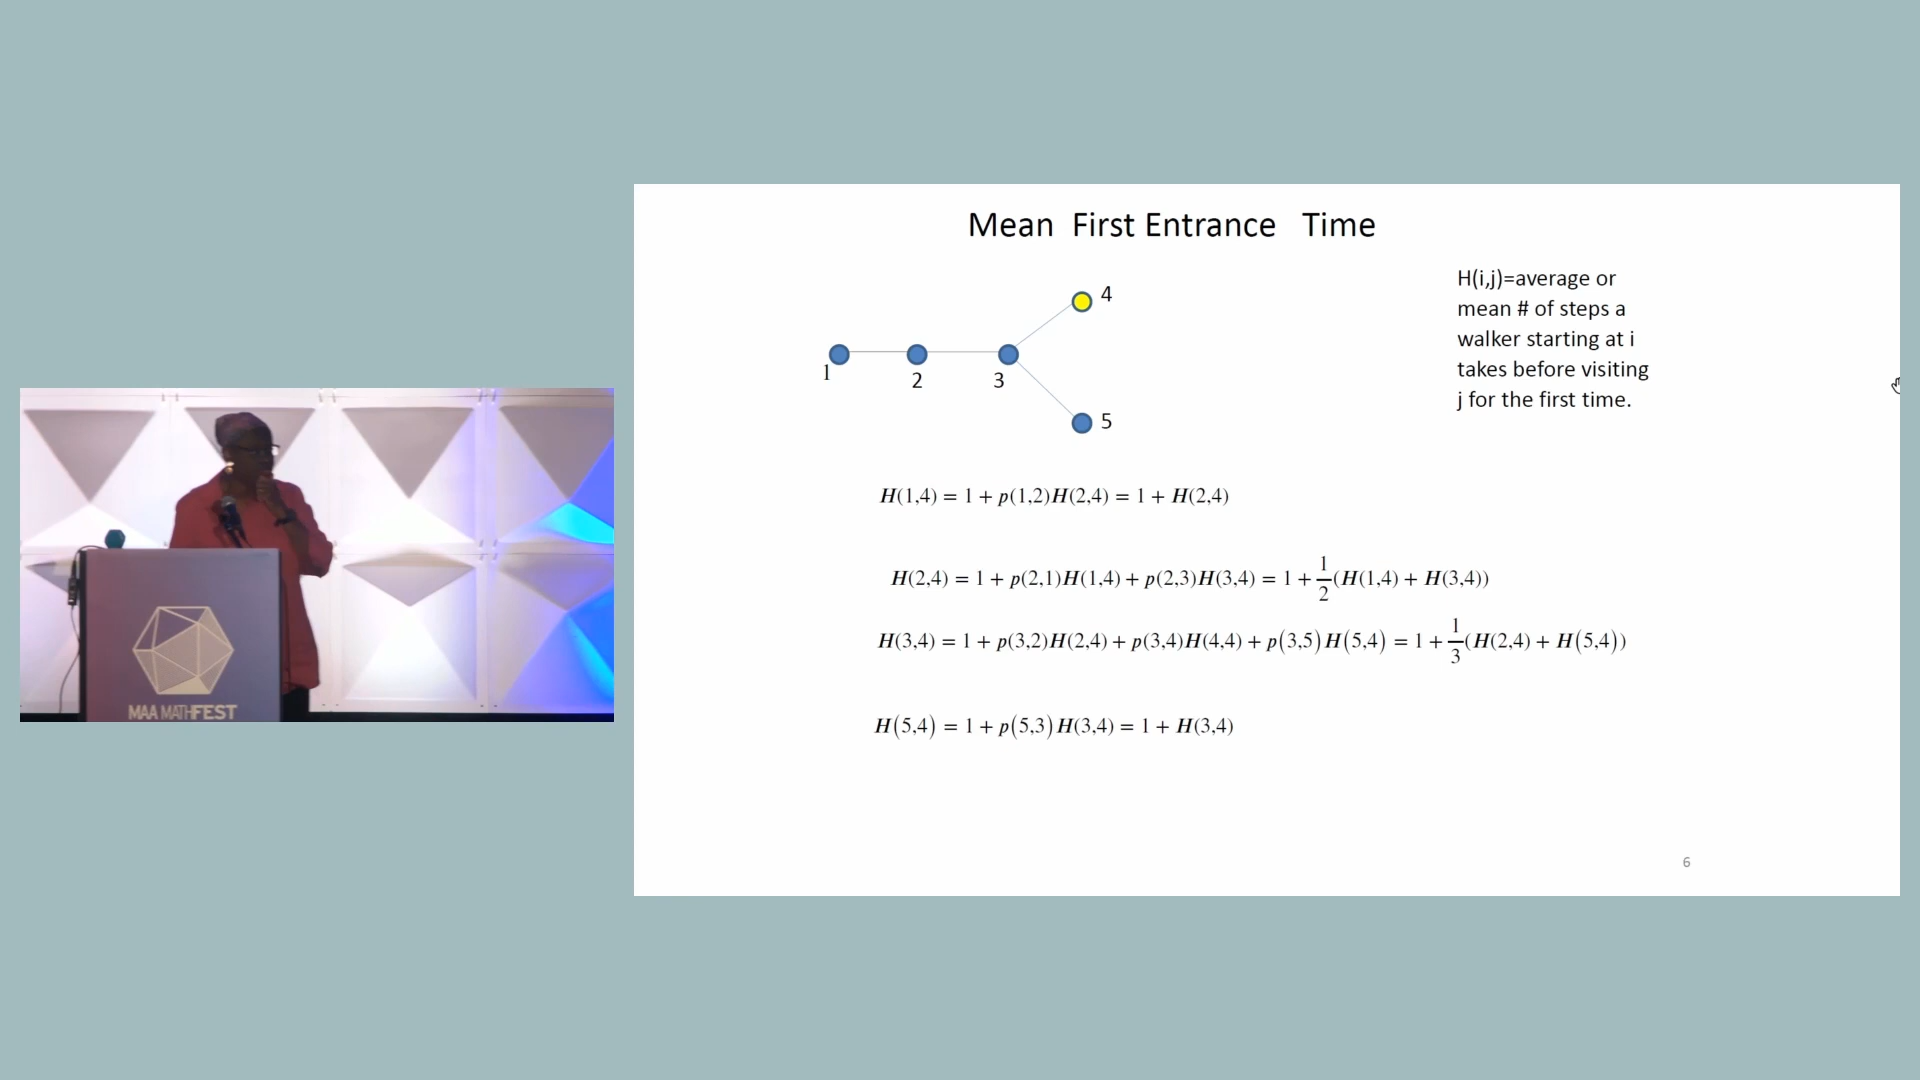 Mean First Entrance Time
4
1
2
3
5
H(i,j)=average or
mean # of steps a
walker starting at i
takes before visiting
j for the first time.
H(1,4) = 1 + p(1,2)H(2,4) = 1 + H(2,4)
H(2,4) = 1 + p(2,1)H(1,4) + p(2,3)H(3,4) = 1 + 1/2 (H(1,4) + H(3,4))
H(3,4) = 1 + p(3,2)H(2,4) + p(3,4)H(4,4) + p(3,5)H(5,4) = 1 + 1/3 (H(2,4) + H(5,4))
H(5,4) = 1 + p(5,3)H(3,4) = 1 + H(3,4)
6
MAA MATHFEST